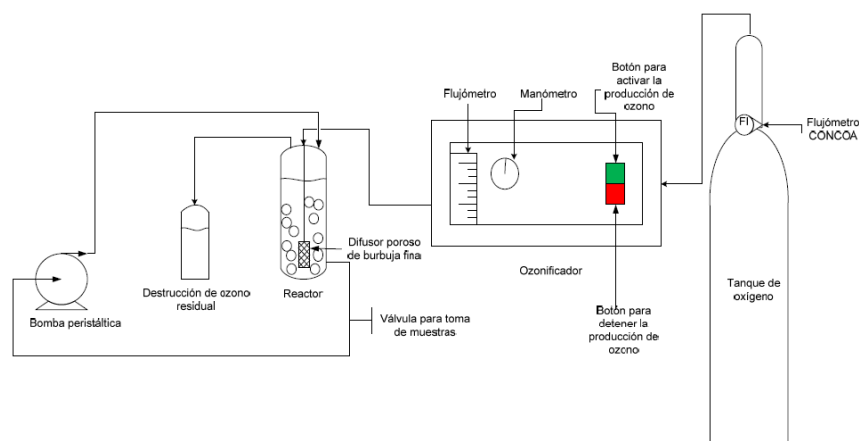 Botón para
activar la
producción de
ozono
Flujómetro
Manómetro
FI
Flujómetro
CONCOA
Difusor poroso
de burbuja fina
Ozonificador
Tanque de
oxígeno
Destrucción de ozono
residual
Reactor
Bomba peristáltica
Válvula para toma
de muestras
Botón para
detener la
producción de
ozono